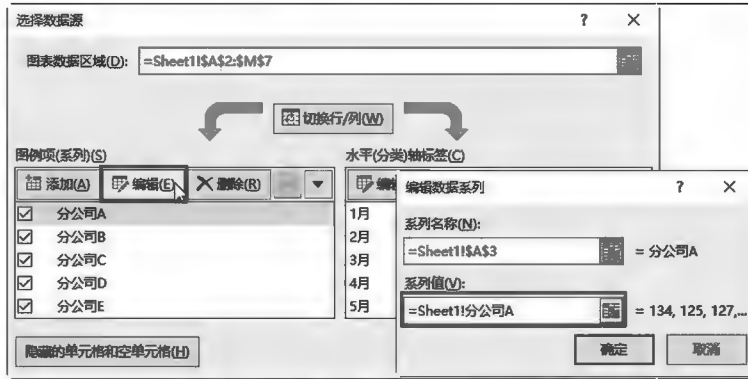 选择数据源 ? ×
图表数据区域(D): =Sheet1!$A$2:$M$7
切换行/列(W)
图例项(系列)(S)
添加(A) 编辑(E) 删除(R)
分公司A
分公司B
分公司C
分公司D
分公司E
水平(分类)轴标签(C)
1月
2月
3月
4月
5月
隐藏的单元格和空单元格(H)
编辑数据系列 ? ×
系列名称(N):
=Sheet1!$A$3 = 分公司A
系列值(V):
=Sheet1!分公司A = 134, 125, 127,...
确定 取消